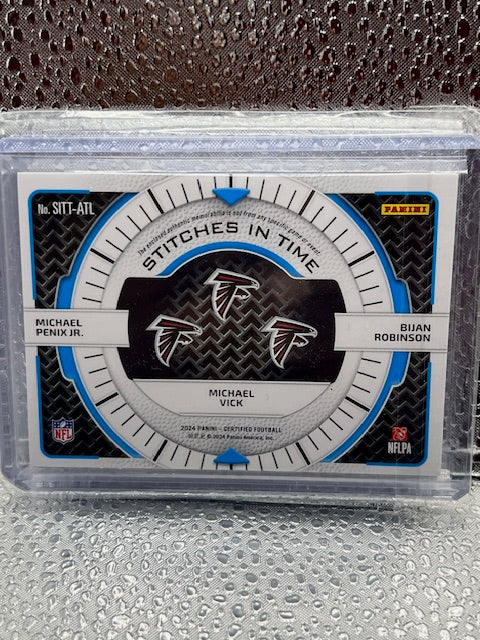 No. SITT-ATL
PANINI
The enclosed authentic memorabilia is not from any specific game or event.
STITCHES IN TIME
MICHAEL
PENIX JR.
BIJAN
ROBINSON
MICHAEL
VICK
2024 PANINI - CERTIFIED FOOTBALL
© 2024 Panini America, Inc.
NFL
NFLPA